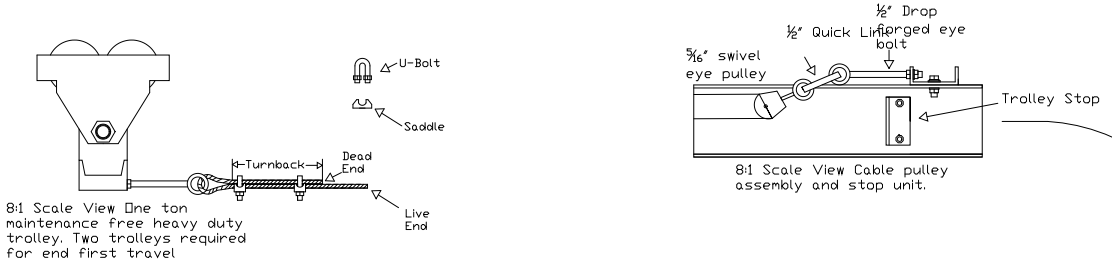 U-Bolt
Saddle
Turnback
Dead
End
Live
End
8:1 Scale View One ton
maintenance free heavy duty
trolley. Two trolleys required
for end first travel
½" Drop
forged eye
bolt
½" Quick Link
5/16" swivel
eye pulley
Trolley Stop
8:1 Scale View Cable pulley
assembly and stop unit.